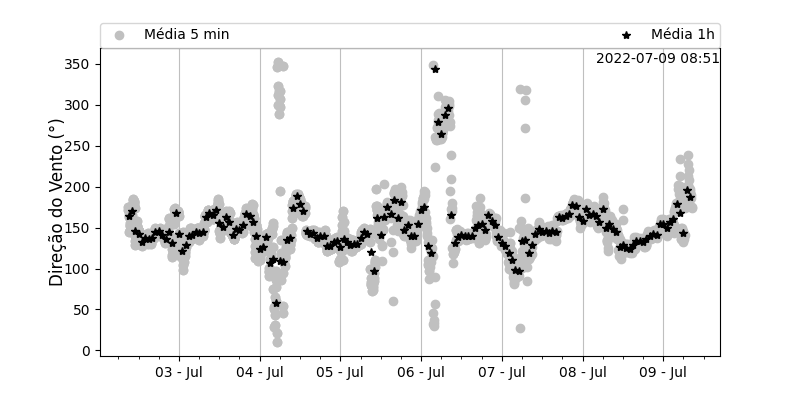 Média 5 min
Média 1h
2022-07-09 08:51
Direção do Vento (°)
350
300
250
200
150
100
50
0
03 - Jul
04 - Jul
05 - Jul
06 - Jul
07 - Jul
08 - Jul
09 - Jul